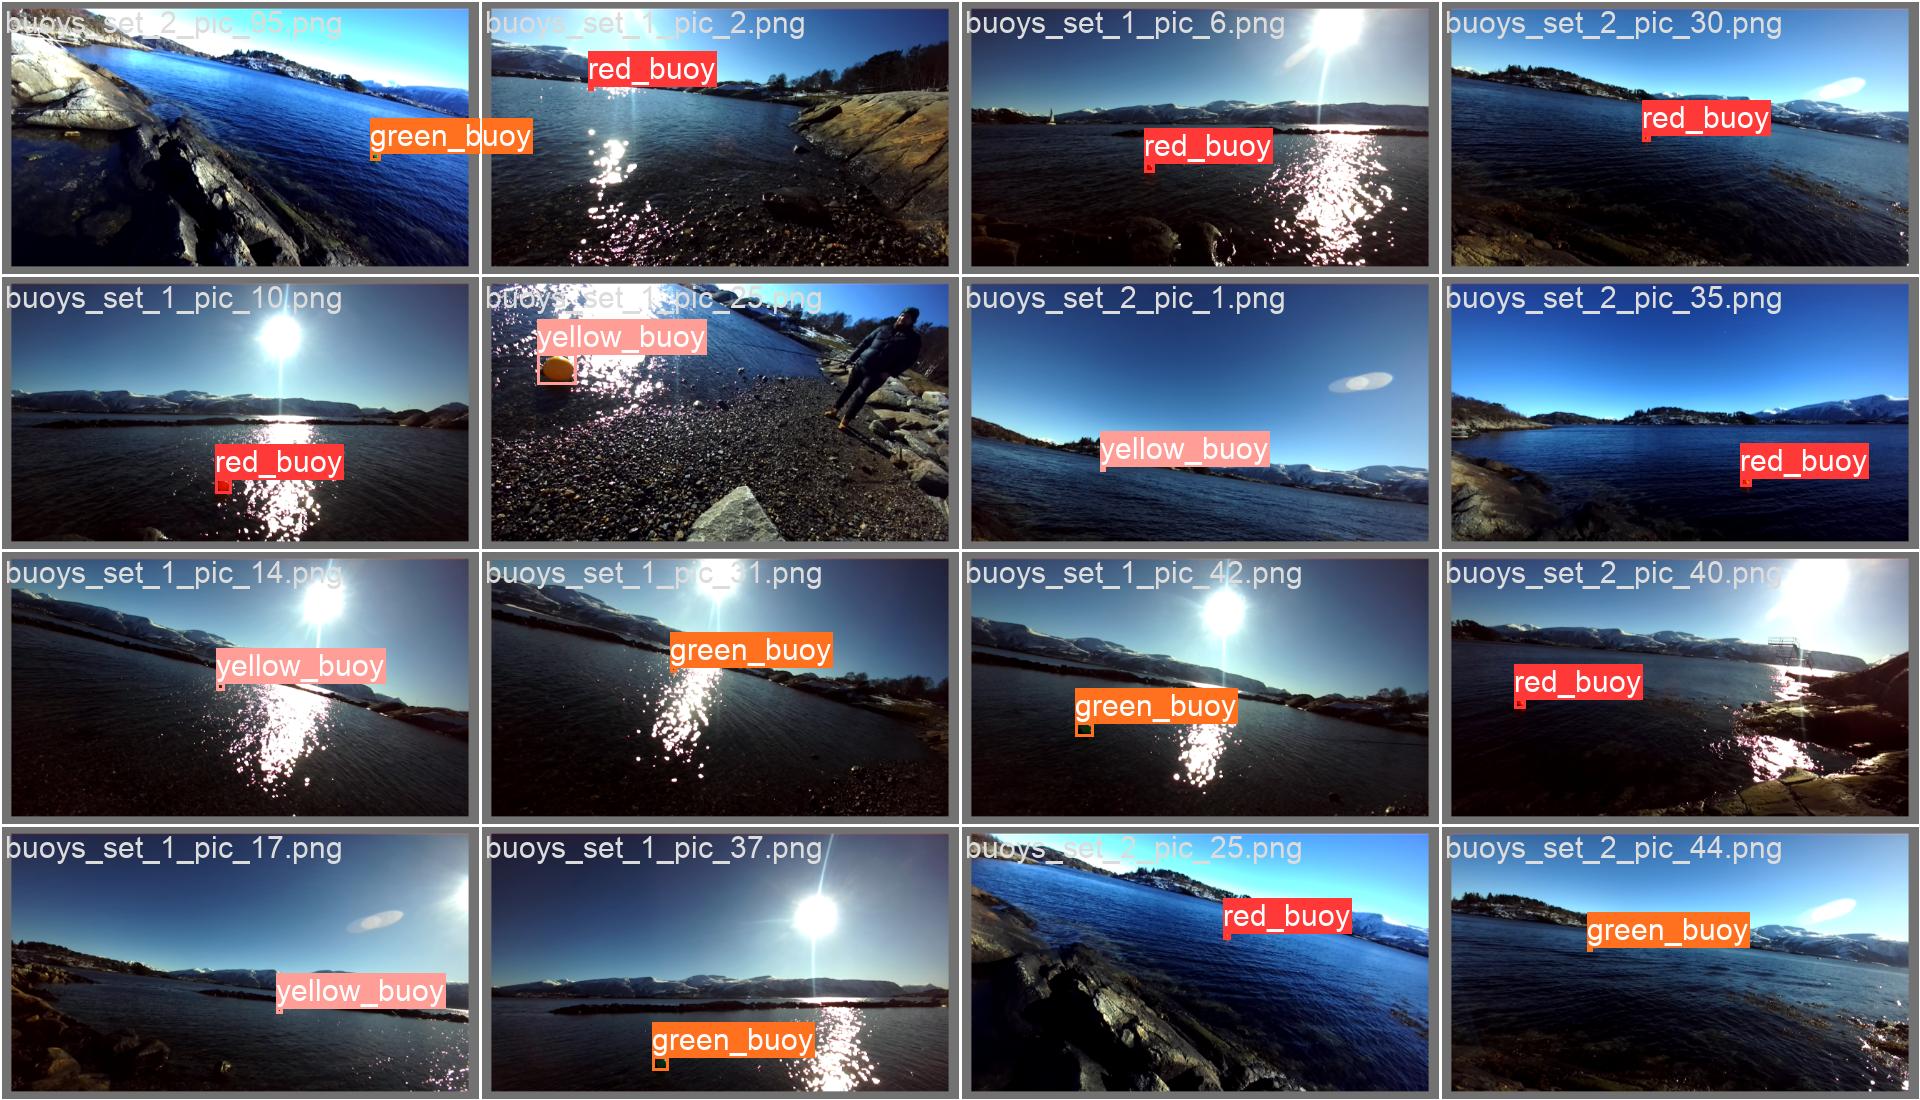 buoys_set_2_pic_95.png
green_buoy
buoys_set_1_pic_2.png
red_buoy
buoys_set_1_pic_6.png
red_buoy
buoys_set_2_pic_30.png
red_buoy
buoys_set_1_pic_10.png
red_buoy
buoys_set_1_pic_25.png
yellow_buoy
buoys_set_2_pic_1.png
yellow_buoy
buoys_set_2_pic_35.png
red_buoy
buoys_set_1_pic_14.png
yellow_buoy
buoys_set_1_pic_31.png
green_buoy
buoys_set_1_pic_42.png
green_buoy
buoys_set_2_pic_40.png
red_buoy
buoys_set_1_pic_17.png
yellow_buoy
buoys_set_1_pic_37.png
green_buoy
buoys_set_2_pic_25.png
red_buoy
buoys_set_2_pic_44.png
green_buoy